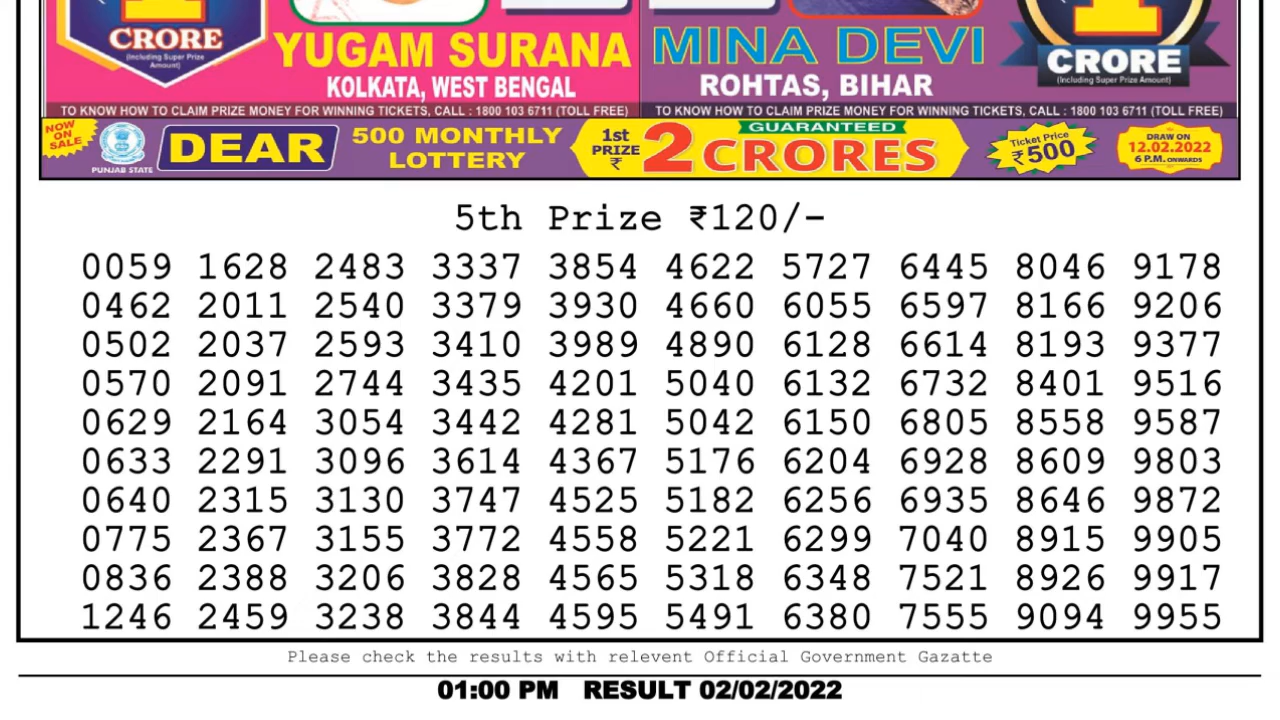 CRORE
(Including Super Prize
Amount)
YUGAM SURANA
KOLKATA, WEST BENGAL
MINA DEVI
ROHTAS, BIHAR
1
CRORE
(Including Super Prize Amount)
TO KNOW HOW TO CLAIM PRIZE MONEY FOR WINNING TICKETS, CALL : 1800 103 6711 (TOLL FREE)
TO KNOW HOW TO CLAIM PRIZE MONEY FOR WINNING TICKETS, CALL : 1800 103 6711 (TOLL FREE)
NOW
ON
SALE
PUNJAB STATE
DEAR
500 MONTHLY
LOTTERY
1st
PRIZE
₹
2
GUARANTEED
CRORES
Ticket Price
₹500
DRAW ON
12.02.2022
6 P.M. ONWARDS
5th Prize ₹120/-
0059 1628 2483 3337 3854 4622 5727 6445 8046 9178
0462 2011 2540 3379 3930 4660 6055 6597 8166 9206
0502 2037 2593 3410 3989 4890 6128 6614 8193 9377
0570 2091 2744 3435 4201 5040 6132 6732 8401 9516
0629 2164 3054 3442 4281 5042 6150 6805 8558 9587
0633 2291 3096 3614 4367 5176 6204 6928 8609 9803
0640 2315 3130 3747 4525 5182 6256 6935 8646 9872
0775 2367 3155 3772 4558 5221 6299 7040 8915 9905
0836 2388 3206 3828 4565 5318 6348 7521 8926 9917
1246 2459 3238 3844 4595 5491 6380 7555 9094 9955
Please check the results with relevent Official Government Gazatte
01:00 PM RESULT 02/02/2022